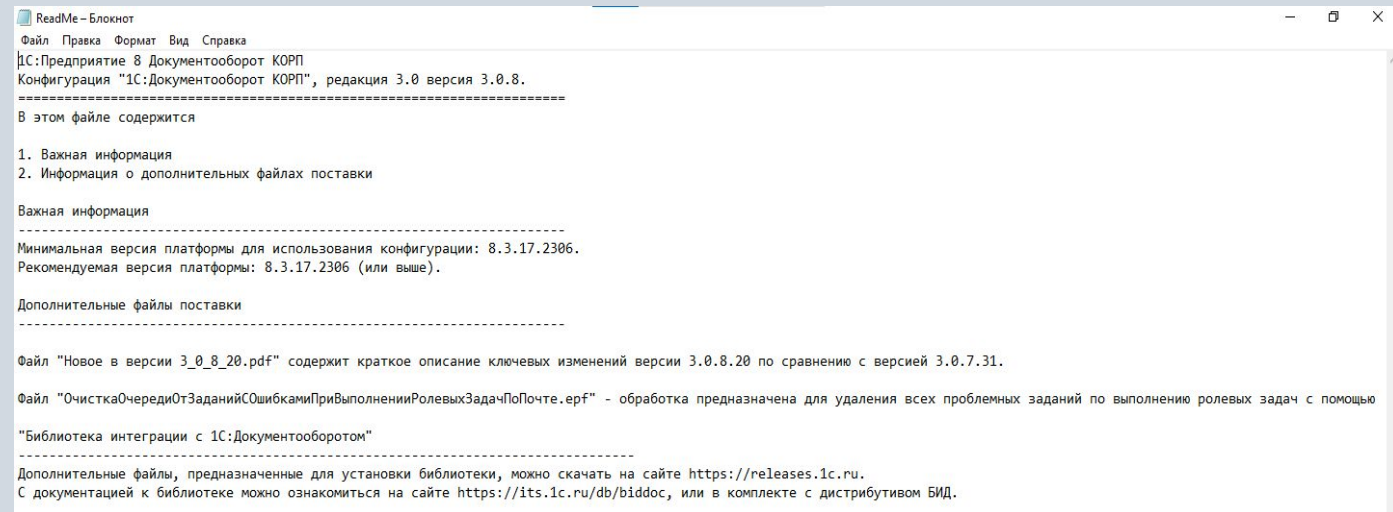 ReadMe – Блокнот
Файл Правка Формат Вид Справка
1С:Предприятие 8 Документооборот КОРП
Конфигурация "1С:Документооборот КОРП", редакция 3.0 версия 3.0.8.
======================================================================
В этом файле содержится
1. Важная информация
2. Информация о дополнительных файлах поставки
Важная информация
----------------------------------------------------------------------
Минимальная версия платформы для использования конфигурации: 8.3.17.2306.
Рекомендуемая версия платформы: 8.3.17.2306 (или выше).
Дополнительные файлы поставки
----------------------------------------------------------------------
Файл "Новое в версии 3_0_8_20.pdf" содержит краткое описание ключевых изменений версии 3.0.8.20 по сравнению с версией 3.0.7.31.
Файл "ОчисткаОчередиОтЗаданийСОшибкамиПриВыполненииРолевыхЗадачПоПочте.epf" - обработка предназначена для удаления всех проблемных заданий по выполнению ролевых задач с помощью
"Библиотека интеграции с 1С:Документооборотом"
-------------------------------------------------------------------------------
Дополнительные файлы, предназначенные для установки библиотеки, можно скачать на сайте https://releases.1c.ru.
С документацией к библиотеке можно ознакомиться на сайте https://its.1c.ru/db/biddoc, или в комплекте с дистрибутивом БИД.